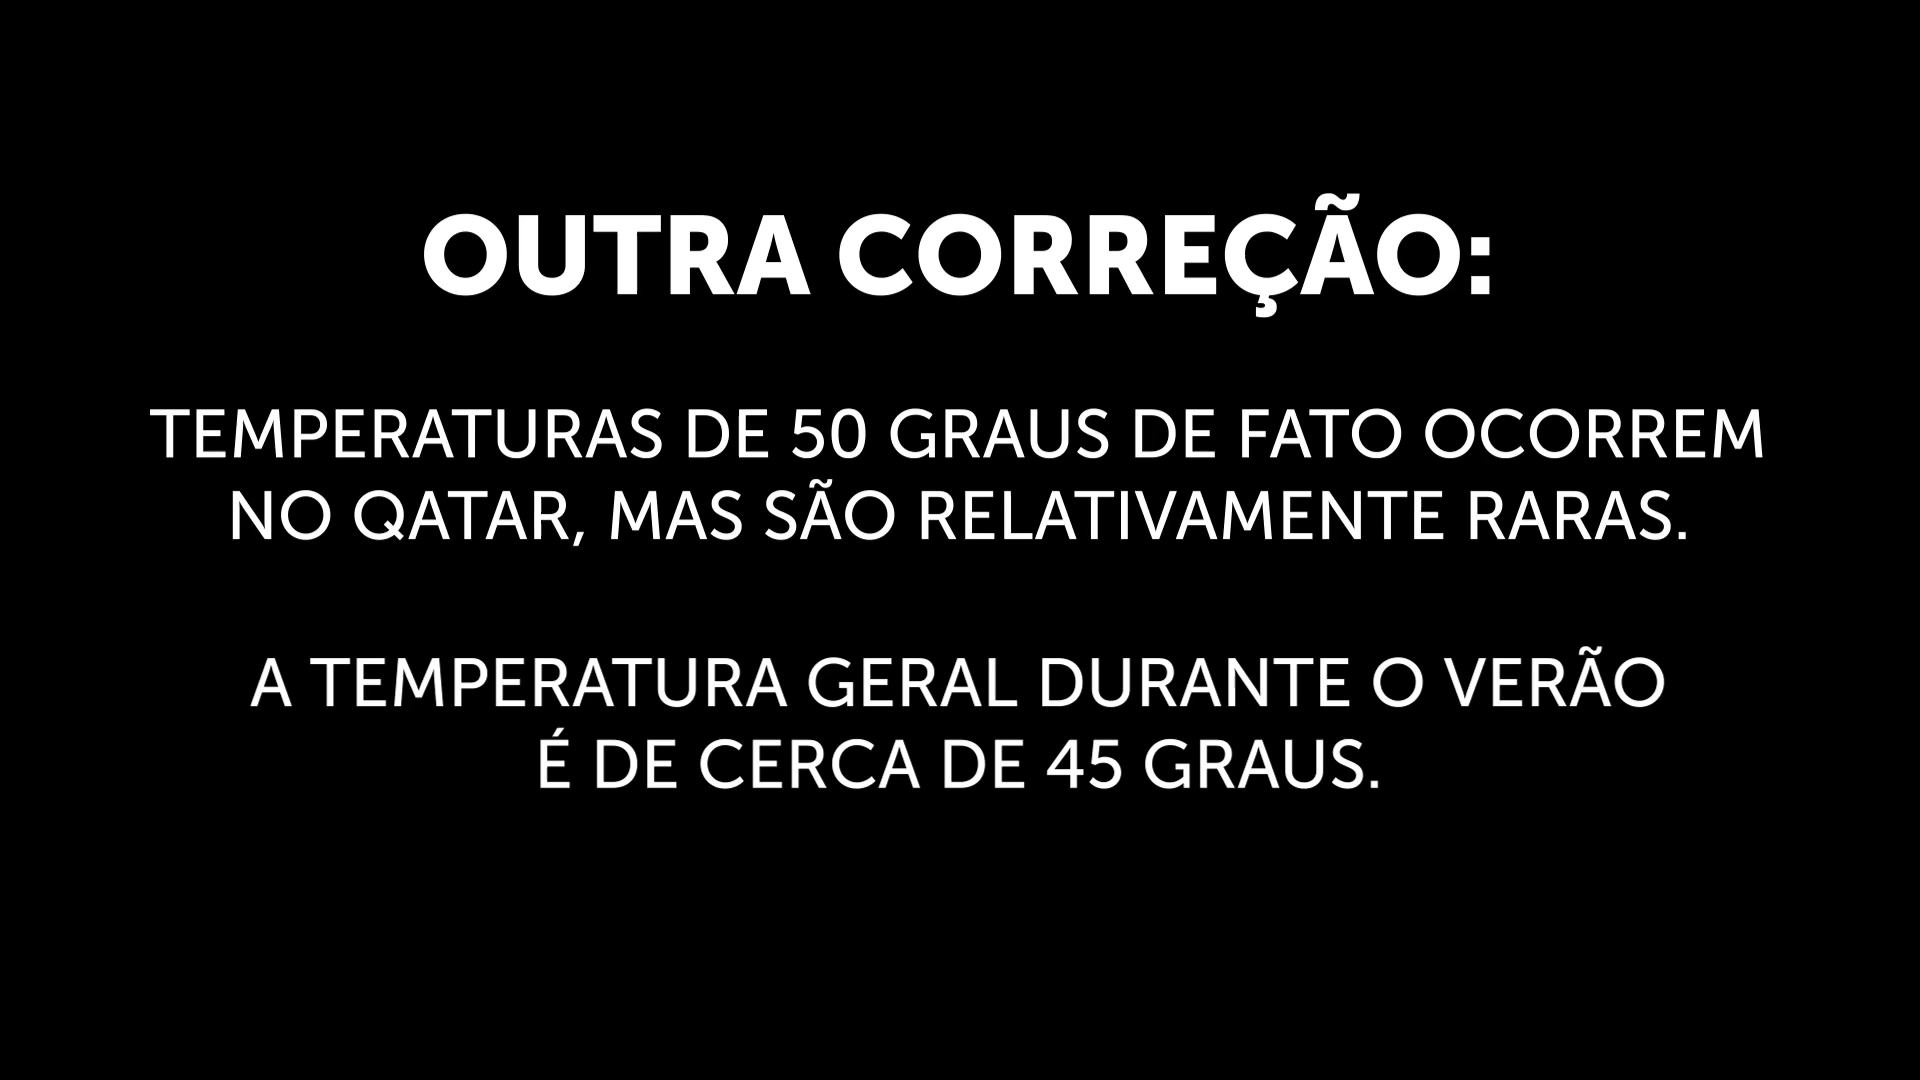 OUTRA CORREÇÃO:
TEMPERATURAS DE 50 GRAUS DE FATO OCORREM
NO QATAR, MAS SÃO RELATIVAMENTE RARAS.
A TEMPERATURA GERAL DURANTE O VERÃO
É DE CERCA DE 45 GRAUS.